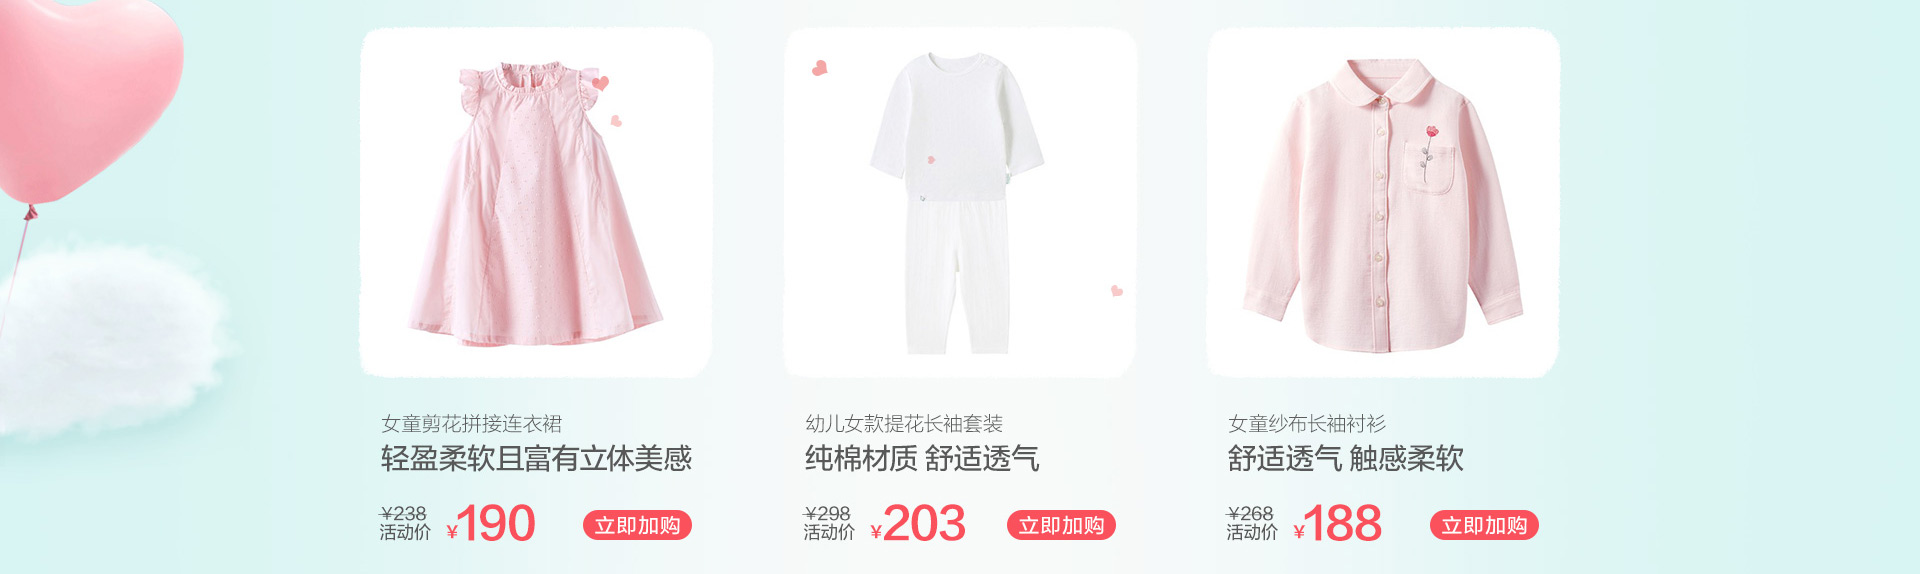 女童剪花拼接连衣裙
轻盈柔软且富有立体美感
¥238
活动价 ¥190
立即加购
幼儿女款提花长袖套装
纯棉材质 舒适透气
¥298
活动价 ¥203
立即加购
女童纱布长袖衬衫
舒适透气 触感柔软
¥268
活动价 ¥188
立即加购